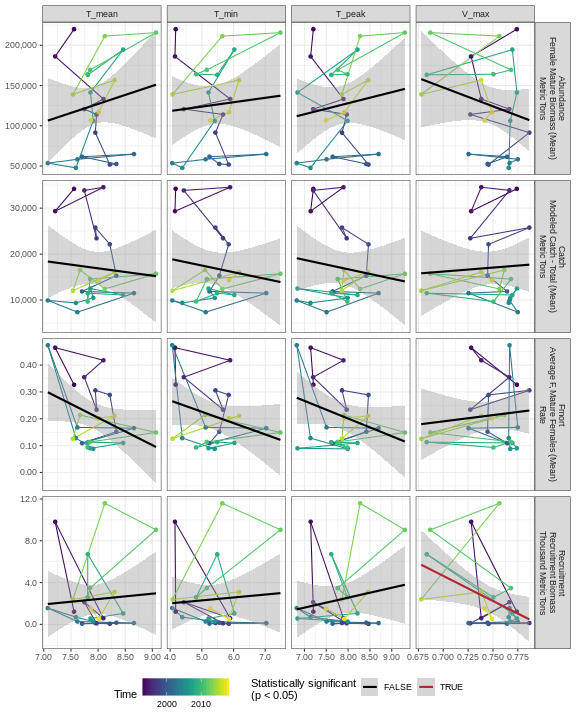 T_mean T_min T_peak V_max
200,000
150,000
100,000
50,000
Abundance
Female Mature Biomass (Mean)
Metric Tons
30,000
20,000
10,000
Catch
Modeled Catch - Total (Mean)
Metric Tons
0.40
0.30
0.20
0.10
0.00
Fmort
Average F, Mature Females (Mean)
Rate
12.0
8.0
4.0
0.0
Recruitment
Recruitment Biomass
Thousand Metric Tons
7.00 7.50 8.00 8.50 9.00 4.0 5.0 6.0 7.0 7.00 7.50 8.00 8.50 9.00 0.675 0.700 0.725 0.750 0.775
Time
2000 2010
Statistically significant
(p < 0.05)
FALSE TRUE